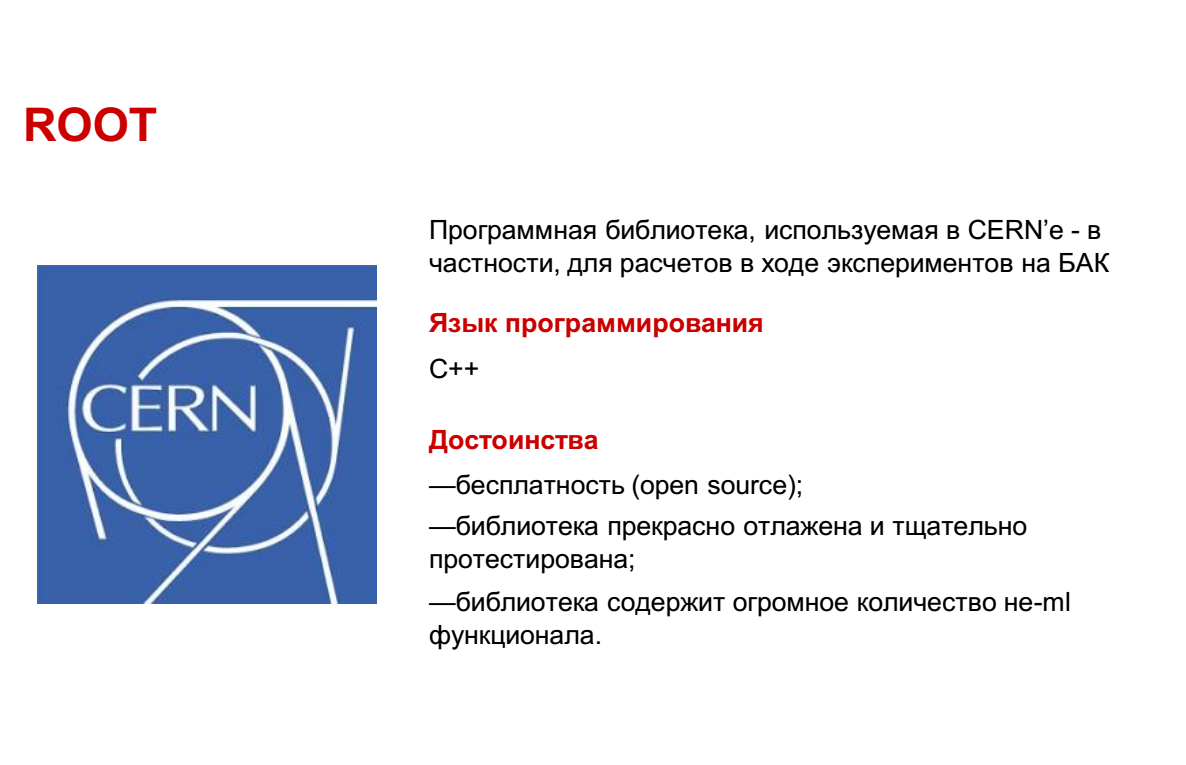 ROOT
Программная библиотека, используемая в CERN’е - в
частности, для расчетов в ходе экспериментов на БАК
CERN
Язык программирования
C++
Достоинства
—бесплатность (open source);
—библиотека прекрасно отлажена и тщательно
протестирована;
—библиотека содержит огромное количество не-ml
функционала.